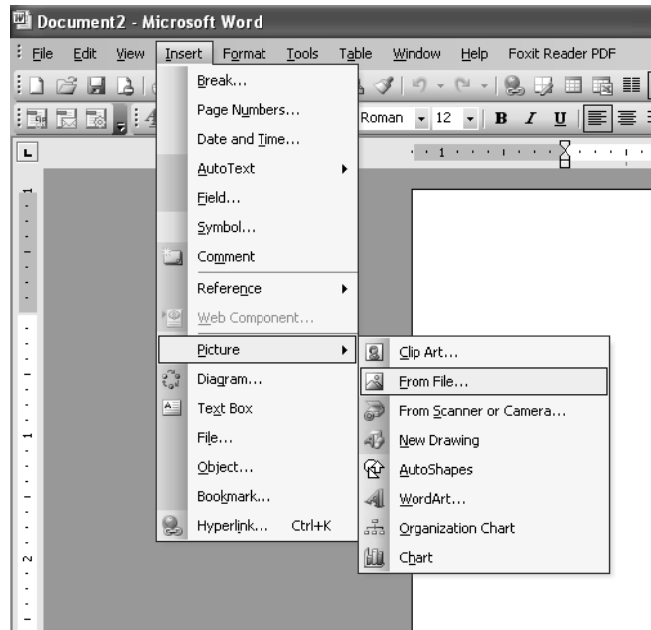 Document2 - Microsoft Word
File Edit View Insert Format Tools Table Window Help Foxit Reader PDF
Roman 12 B I U
L
1
Break...
Page Numbers...
Date and Time...
AutoText
Field...
Symbol...
Comment
Reference
Web Component...
Picture
Diagram...
Text Box
File...
Object...
Bookmark...
Hyperlink... Ctrl+K
Clip Art...
From File...
From Scanner or Camera...
New Drawing
AutoShapes
WordArt...
Organization Chart
Chart
1
1
2